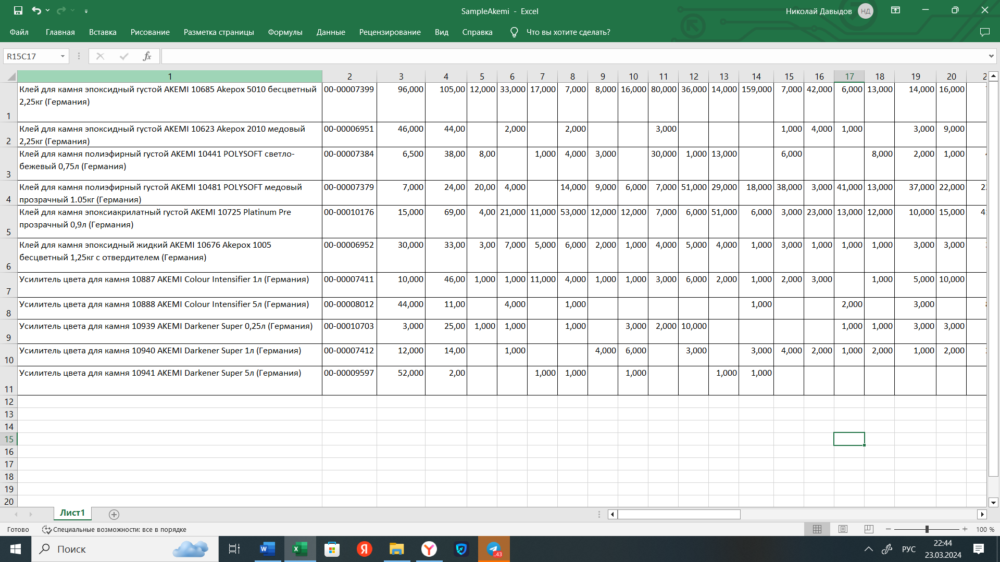 SampleAkemi - Excel
Николай Давыдов НД
Файл Главная Вставка Рисование Разметка страницы Формулы Данные Рецензирование Вид Справка Что вы хотите сделать?
R15C17 fx
1 2 3 4 5 6 7 8 9 10 11 12 13 14 15 16 17 18 19 20 2
Клей для камня эпоксидный густой AKEMI 10685 Akepox 5010 бесцветный 00-00007399 96,000 105,00 12,000 33,000 17,000 7,000 8,000 16,000 80,000 36,000 14,000 159,000 7,000 42,000 6,000 13,000 14,000 16,000
2,25кг (Германия)
1
Клей для камня эпоксидный густой AKEMI 10623 Akepox 2010 медовый 00-00006951 46,000 44,00 2,000 2,000 3,000 1,000 4,000 1,000 3,000 9,000
2 2,25кг (Германия)
Клей для камня полиэфирный густой AKEMI 10441 POLYSOFT светло- 00-00007384 6,500 38,00 8,00 1,000 4,000 3,000 30,000 1,000 13,000 6,000 8,000 2,000 1,000
бежевый 0,75л (Германия)
3
Клей для камня полиэфирный густой AKEMI 10481 POLYSOFT медовый 00-00007379 7,000 24,00 20,00 4,000 14,000 9,000 6,000 7,000 51,000 29,000 18,000 38,000 3,000 41,000 13,000 37,000 22,000
4 прозрачный 1.05кг (Германия)
Клей для камня эпоксиакрилатный густой AKEMI 10725 Platinum Pre 00-00010176 15,000 69,00 4,00 21,000 11,000 53,000 12,000 12,000 7,000 6,000 51,000 6,000 3,000 23,000 13,000 12,000 10,000 15,000
прозрачный 0,9л (Германия)
5
Клей для камня эпоксидный жидкий AKEMI 10676 Akepox 1005 00-00006952 30,000 33,00 3,00 7,000 5,000 6,000 2,000 1,000 4,000 5,000 4,000 1,000 3,000 1,000 1,000 1,000 3,000 3,000
бесцветный 1,25кг с отвердителем (Германия)
6
Усилитель цвета для камня 10887 AKEMI Colour Intensifier 1л (Германия) 00-00007411 10,000 46,00 1,000 1,000 11,000 4,000 1,000 1,000 3,000 6,000 2,000 1,000 2,000 3,000 1,000 5,000 10,000
7
Усилитель цвета для камня 10888 AKEMI Colour Intensifier 5л (Германия) 00-00008012 44,000 11,00 4,000 1,000 1,000 2,000 3,000
8
Усилитель цвета для камня 10939 AKEMI Darkener Super 0,25л (Германия) 00-00010703 3,000 25,00 1,000 1,000 1,000 3,000 2,000 10,000 1,000 1,000 3,000 3,000
9
Усилитель цвета для камня 10940 AKEMI Darkener Super 1л (Германия) 00-00007412 12,000 14,00 1,000 4,000 6,000 3,000 3,000 4,000 2,000 1,000 2,000 1,000 2,000
10
Усилитель цвета для камня 10941 AKEMI Darkener Super 5л (Германия) 00-00009597 52,000 2,00 1,000 1,000 1,000 1,000 1,000
11
12
13
14
15
16
17
18
19
20
Лист1
Готово Специальные возможности: все в порядке 100 %
Поиск
..43
РУС
22:44
23.03.2024